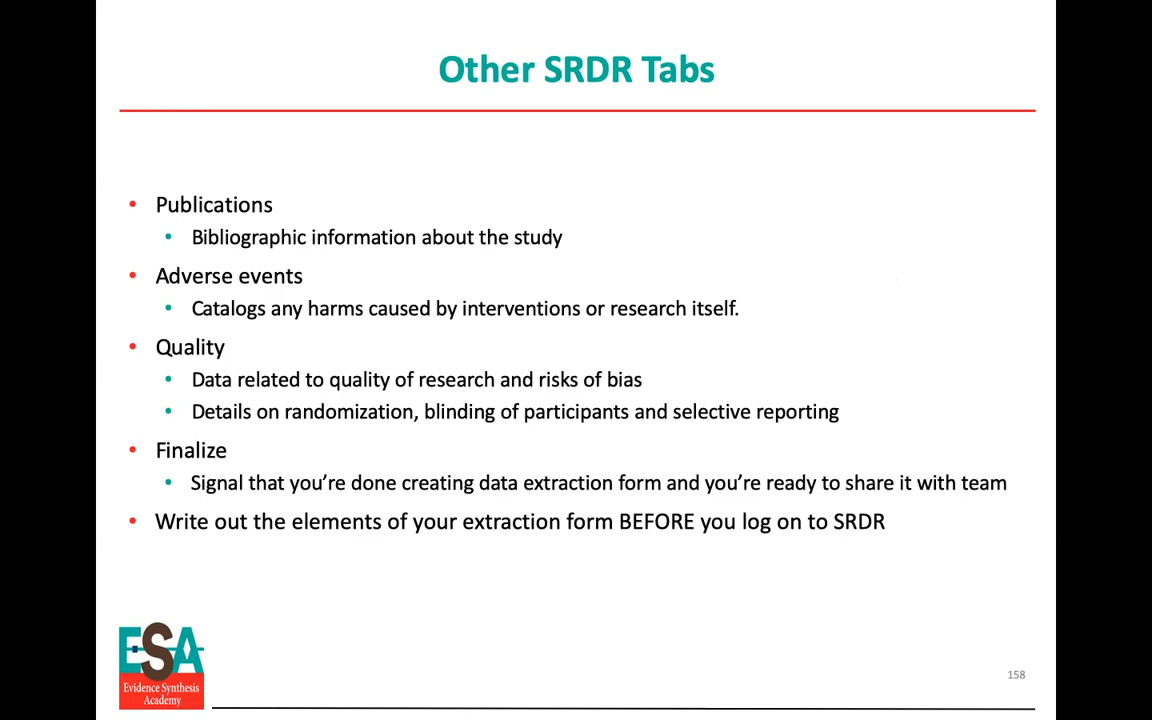 Other SRDR Tabs
• Publications
• Bibliographic information about the study
• Adverse events
• Catalogs any harms caused by interventions or research itself.
• Quality
• Data related to quality of research and risks of bias
• Details on randomization, blinding of participants and selective reporting
• Finalize
• Signal that you’re done creating data extraction form and you’re ready to share it with team
• Write out the elements of your extraction form BEFORE you log on to SRDR
ESA
Evidence Synthesis
Academy
158